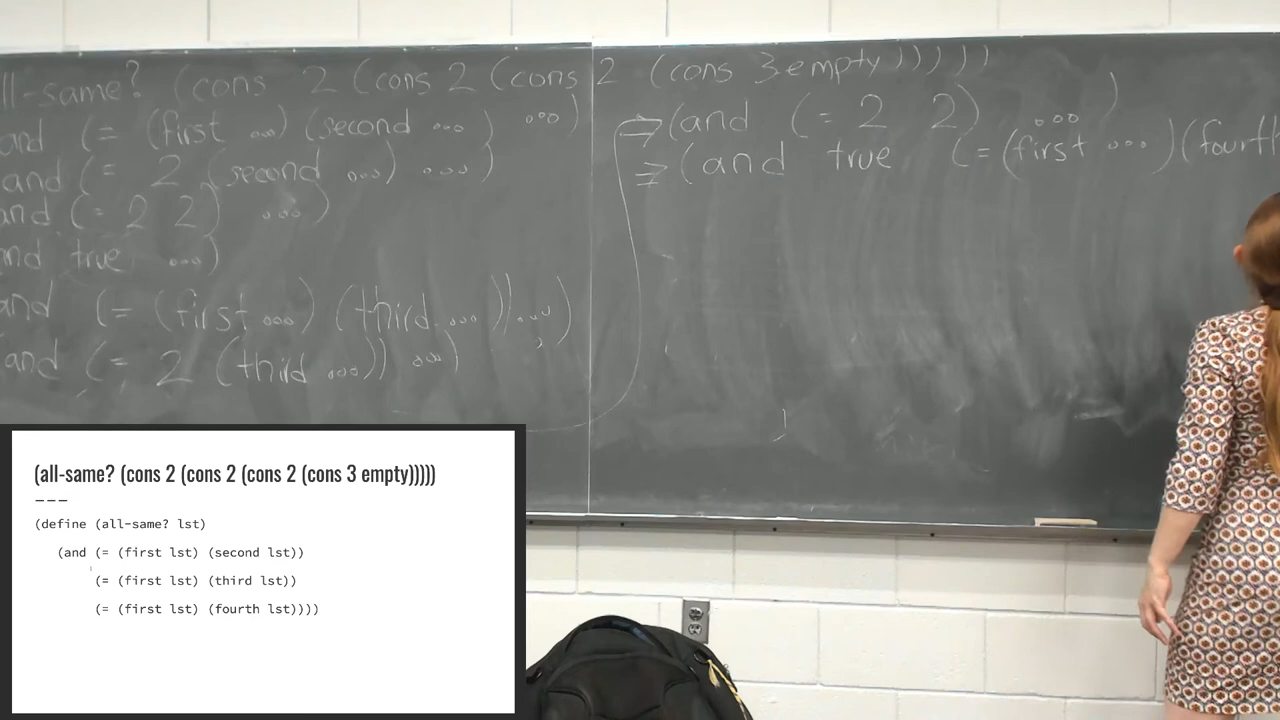 ll-same? (cons 2 (cons 2 (cons 2 (cons 3 empty)))))
and (= (first ...) (second ...) ...)
and (= 2 (second ...) ...)
and (= 2 2) ...)
and true ...)
and (= (first ...) (third ...)) ...)
and (= 2 (third ...)) ...)
⇒ (and (= 2 2) ...)
⇒ (and true (= (first ...) (fourth
(all-same? (cons 2 (cons 2 (cons 2 (cons 3 empty)))))
(define (all-same? lst)
(and (= (first lst) (second lst))
(= (first lst) (third lst))
(= (first lst) (fourth lst))))